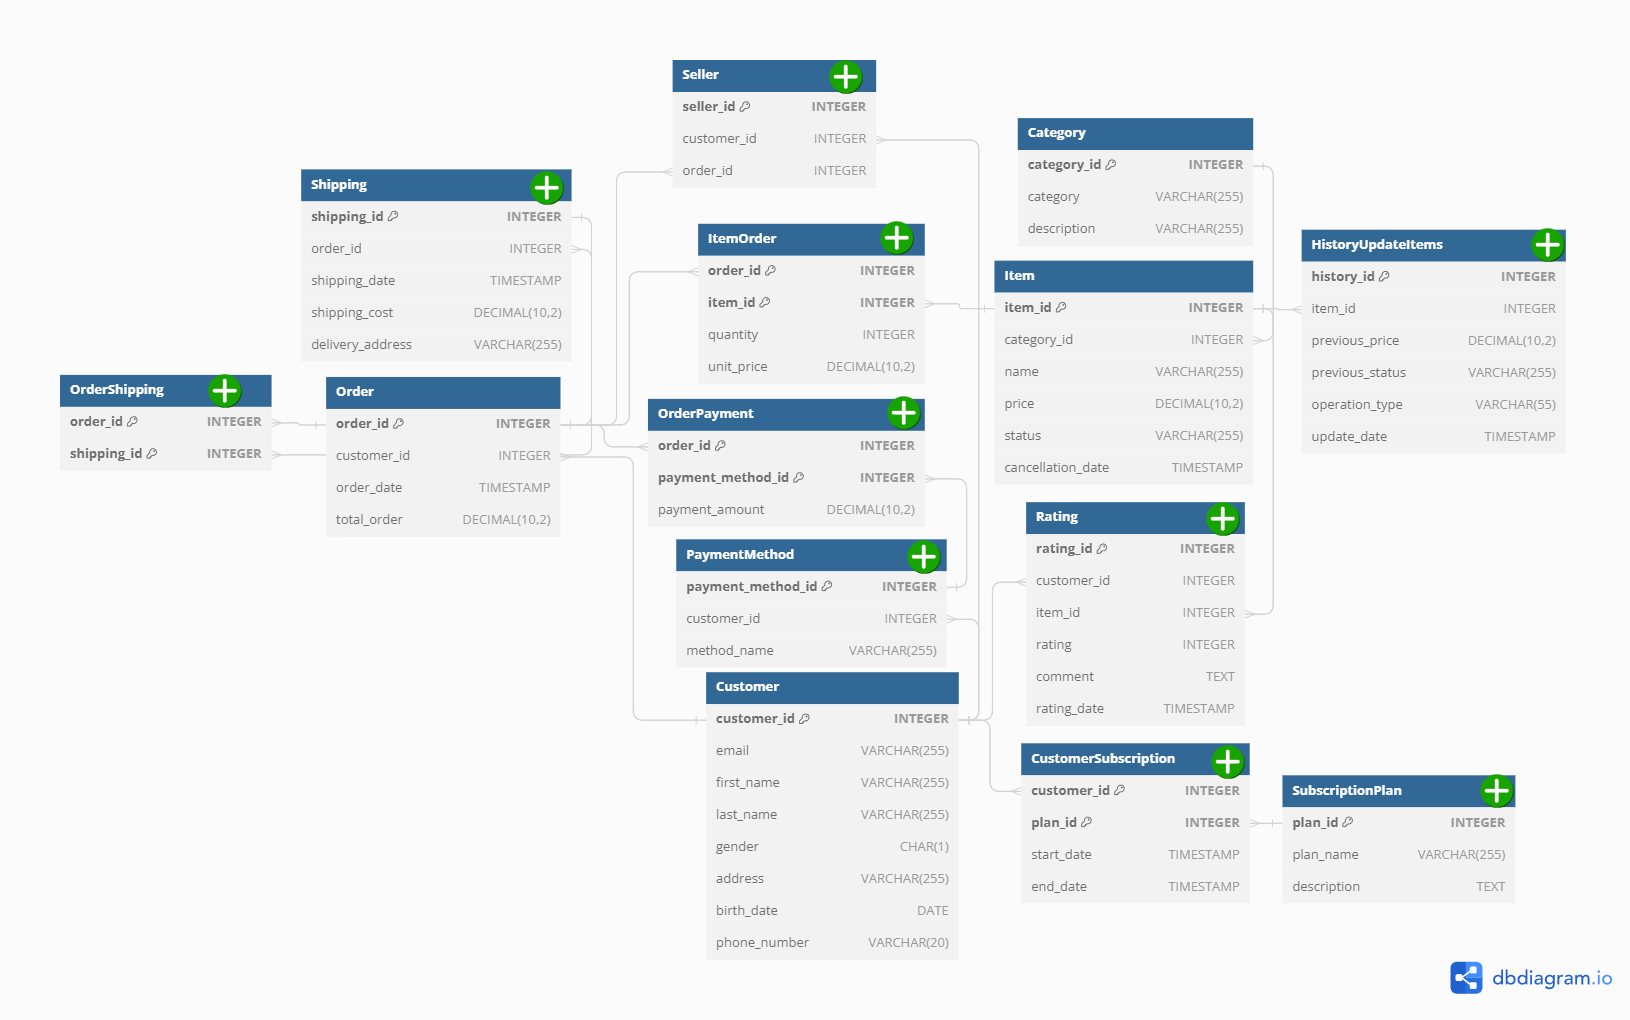 Seller
seller_id INTEGER
customer_id INTEGER
order_id INTEGER
Category
category_id INTEGER
category VARCHAR(255)
description VARCHAR(255)
Shipping
shipping_id INTEGER
order_id INTEGER
shipping_date TIMESTAMP
shipping_cost DECIMAL(10,2)
delivery_address VARCHAR(255)
ItemOrder
order_id INTEGER
item_id INTEGER
quantity INTEGER
unit_price DECIMAL(10,2)
Item
item_id INTEGER
category_id INTEGER
name VARCHAR(255)
price DECIMAL(10,2)
status VARCHAR(255)
cancellation_date TIMESTAMP
HistoryUpdateItems
history_id INTEGER
item_id INTEGER
previous_price DECIMAL(10,2)
previous_status VARCHAR(255)
operation_type VARCHAR(55)
update_date TIMESTAMP
OrderShipping
order_id INTEGER
shipping_id INTEGER
Order
order_id INTEGER
customer_id INTEGER
order_date TIMESTAMP
total_order DECIMAL(10,2)
OrderPayment
order_id INTEGER
payment_method_id INTEGER
payment_amount DECIMAL(10,2)
PaymentMethod
payment_method_id INTEGER
customer_id INTEGER
method_name VARCHAR(255)
Rating
rating_id INTEGER
customer_id INTEGER
item_id INTEGER
rating INTEGER
comment TEXT
rating_date TIMESTAMP
Customer
customer_id INTEGER
email VARCHAR(255)
first_name VARCHAR(255)
last_name VARCHAR(255)
gender CHAR(1)
address VARCHAR(255)
birth_date DATE
phone_number VARCHAR(20)
CustomerSubscription
customer_id INTEGER
plan_id INTEGER
start_date TIMESTAMP
end_date TIMESTAMP
SubscriptionPlan
plan_id INTEGER
plan_name VARCHAR(255)
description TEXT
dbdiagram.io